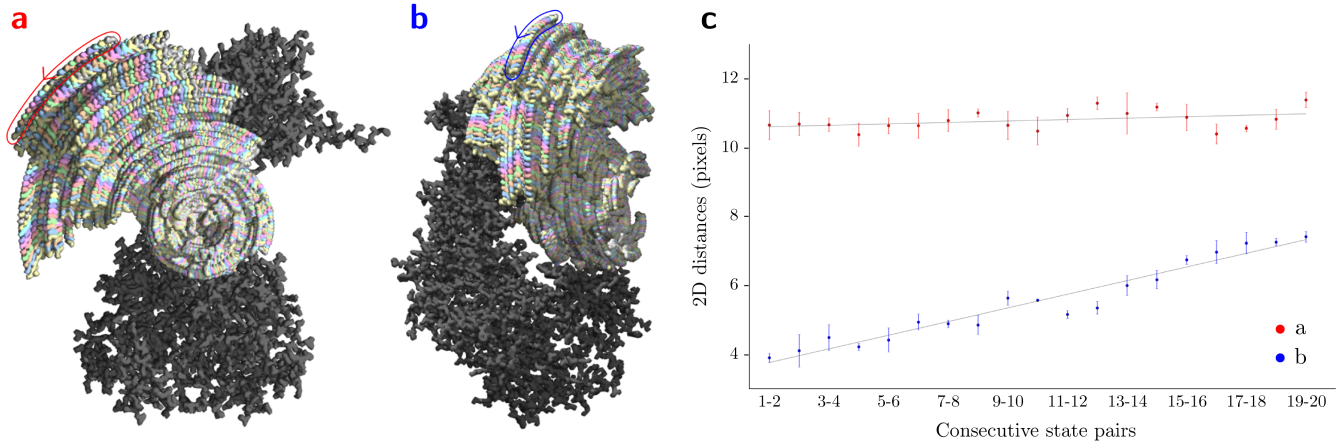 a
b
c
12
10
8
6
4
2D distances (pixels)
a
b
1-2 3-4 5-6 7-8 9-10 11-12 13-14 15-16 17-18 19-20
Consecutive state pairs